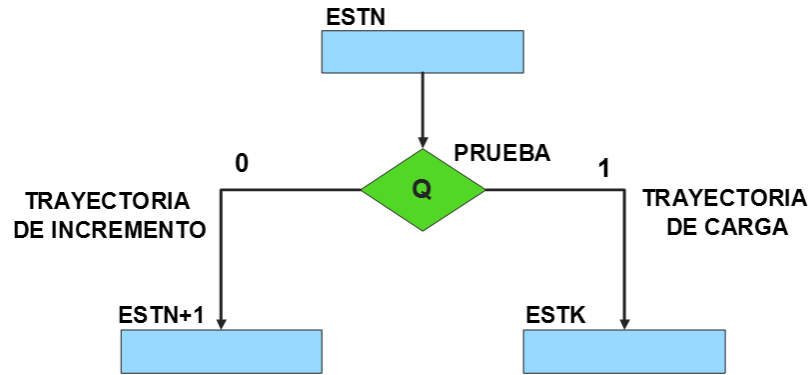 ESTN
PRUEBA
0
1
Q
TRAYECTORIA
DE INCREMENTO
TRAYECTORIA
DE CARGA
ESTN+1
ESTK